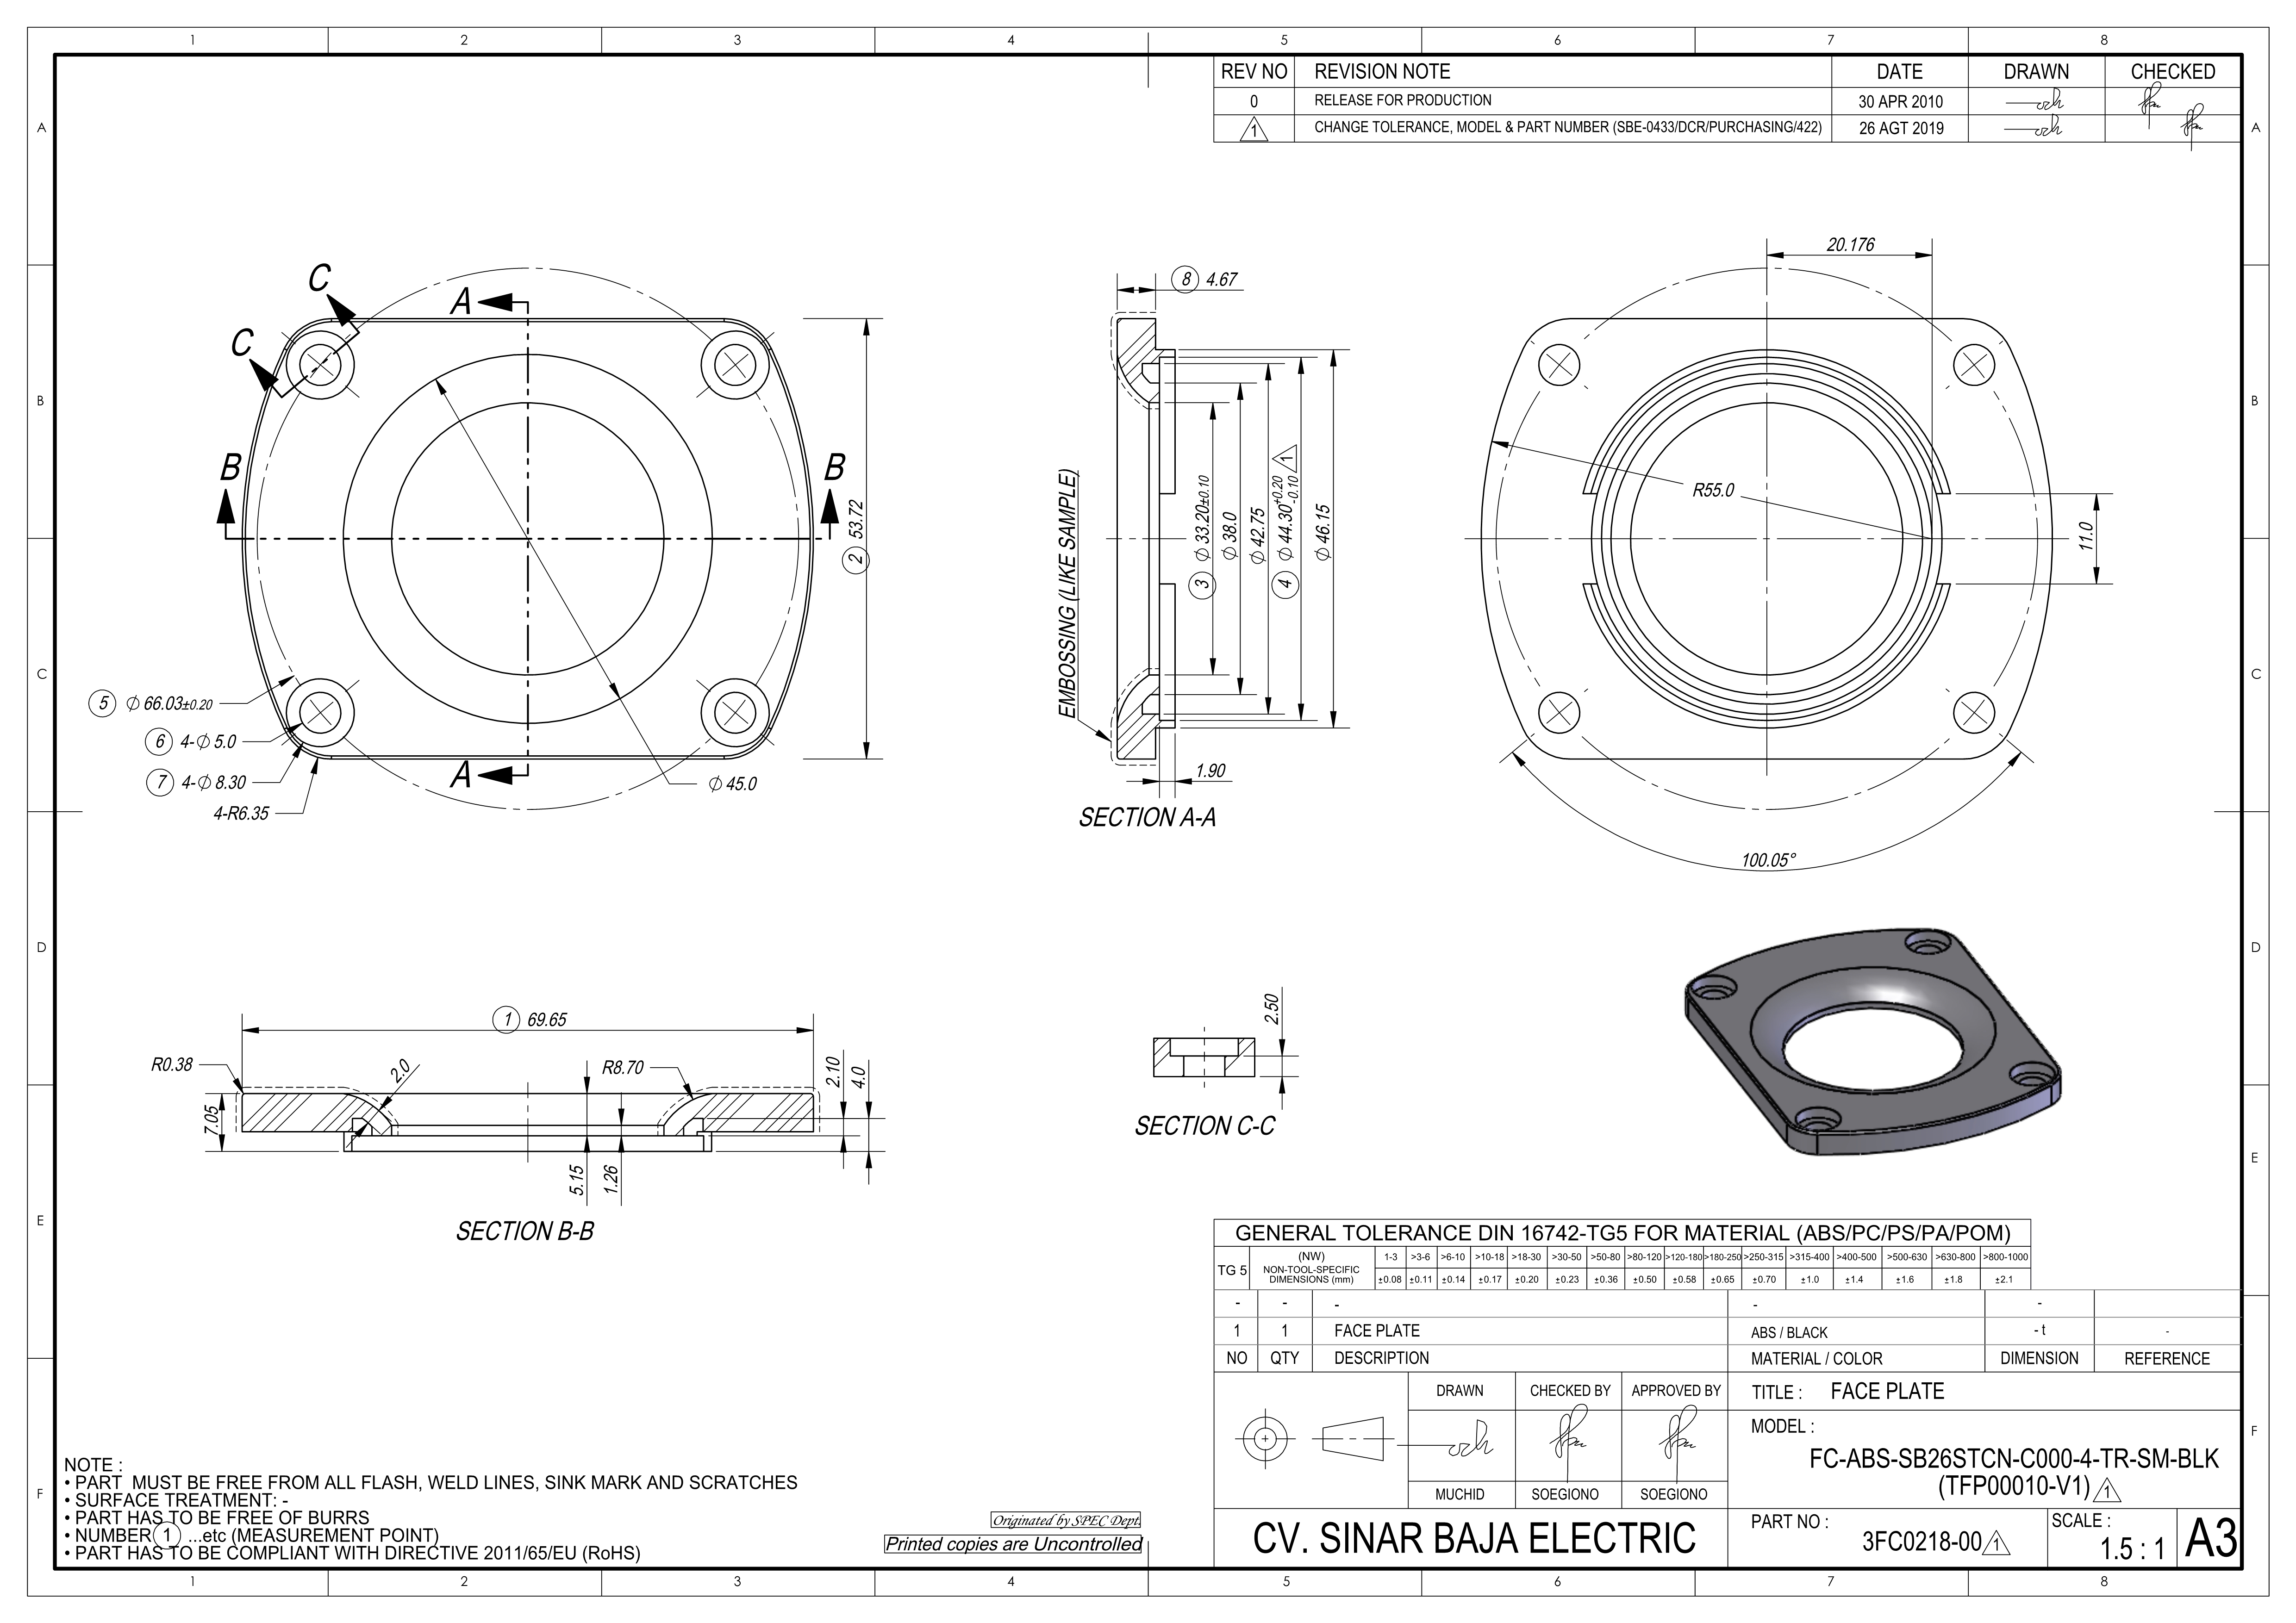 1 2 3 4 5 6 7 8
A
B
C
D
E
F
A
B
C
D
E
F
REV NO REVISION NOTE DATE DRAWN CHECKED
0 RELEASE FOR PRODUCTION 30 APR 2010
1 CHANGE TOLERANCE, MODEL & PART NUMBER (SBE-0433/DCR/PURCHASING/422) 26 AGT 2019
C
C
A
B B
A
2 53.72
5 ⌀ 66.03±0.20
6 4-⌀ 5.0
7 4-⌀ 8.30
4-R6.35
⌀ 45.0
8 4.67
EMBOSSING (LIKE SAMPLE)
3 ⌀ 33.20±0.10
⌀ 38.0
⌀ 42.75
4 ⌀ 44.30 +0.20 -0.10 1
⌀ 46.15
1.90
SECTION A-A
20.176
R55.0
11.0
100.05°
1 69.65
R0.38
2.0
R8.70
2.10
4.0
7.05
5.15
1.26
SECTION B-B
2.50
SECTION C-C
GENERAL TOLERANCE DIN 16742-TG5 FOR MATERIAL (ABS/PC/PS/PA/POM)
TG 5 (NW) NON-TOOL-SPECIFIC DIMENSIONS (mm)
1-3 >3-6 >6-10 >10-18 >18-30 >30-50 >50-80 >80-120 >120-180 >180-250 >250-315 >315-400 >400-500 >500-630 >630-800 >800-1000
±0.08 ±0.11 ±0.14 ±0.17 ±0.20 ±0.23 ±0.36 ±0.50 ±0.58 ±0.65 ±0.70 ±1.0 ±1.4 ±1.6 ±1.8 ±2.1
- - - - -
1 1 FACE PLATE ABS / BLACK - t -
NO QTY DESCRIPTION MATERIAL / COLOR DIMENSION REFERENCE
DRAWN CHECKED BY APPROVED BY
MUCHID SOEGIONO SOEGIONO
TITLE : FACE PLATE
MODEL :
FC-ABS-SB26STCN-C000-4-TR-SM-BLK
(TFP00010-V1) 1
CV. SINAR BAJA ELECTRIC
PART NO :
3FC0218-00 1
SCALE :
1.5 : 1
A3
NOTE :
• PART MUST BE FREE FROM ALL FLASH, WELD LINES, SINK MARK AND SCRATCHES
• SURFACE TREATMENT: -
• PART HAS TO BE FREE OF BURRS
• NUMBER 1 ...etc (MEASUREMENT POINT)
• PART HAS TO BE COMPLIANT WITH DIRECTIVE 2011/65/EU (RoHS)
Originated by SPEC Dept.
Printed copies are Uncontrolled
1 2 3 4 5 6 7 8